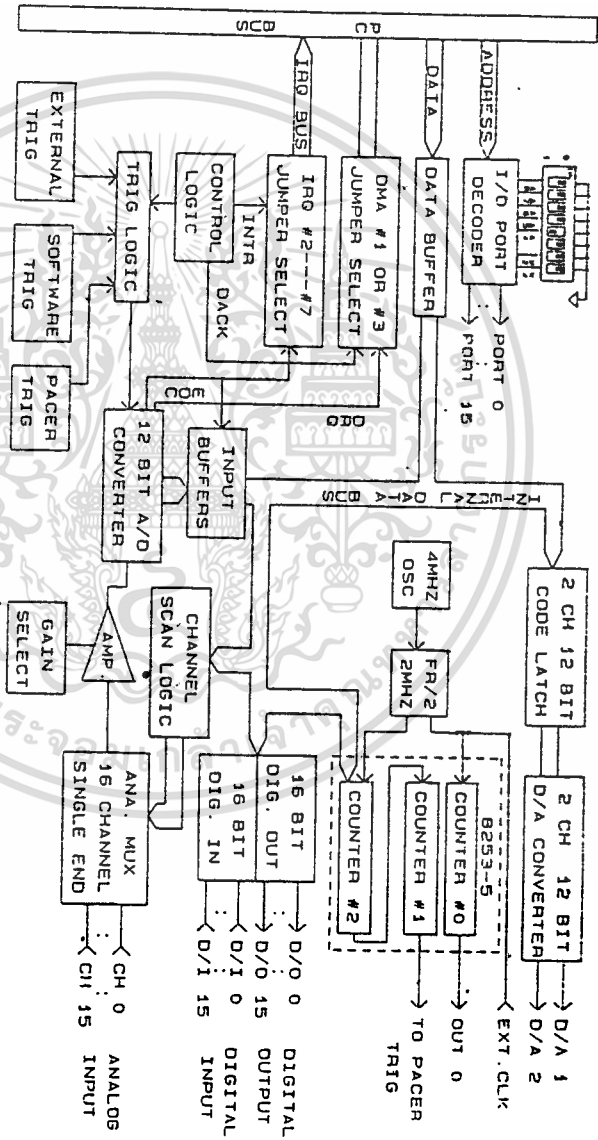 PC
BUS
ADDRESS
I/O PORT
DECODER
PORT 0
PORT 15
DATA
DATA BUFFER
DMA #1 OR #3
JUMPER SELECT
IRQ BUS
IRQ #2---#7
JUMPER SELECT
INTR
DACK
CONTROL
LOGIC
TRIG LOGIC
EXTERNAL
TRIG
SOFTWARE
TRIG
PACER
TRIG
EOC
DRQ
INPUT
BUFFERS
12 BIT A/D
CONVERTER
AMP.
GAIN
SELECT
INTERNAL DATA BUS
2 CH 12 BIT
CODE LATCH
2 CH 12 BIT
D/A CONVERTER
D/A 1
D/A 2
4MHZ
OSC
FR/2
2MHZ
8253-5
COUNTER #0
COUNTER #1
COUNTER #2
EXT.CLK
OUT 0
TO PACER
TRIG
CHANNEL
SCAN LOGIC
16 BIT
DIG. OUT
16 BIT
DIG. IN
D/O 0
D/O 15
DIGITAL
OUTPUT
D/I 0
D/I 15
DIGITAL
INPUT
ANA. MUX
16 CHANNEL
SINGLE END
CH 0
CH 15
ANALOG
INPUT